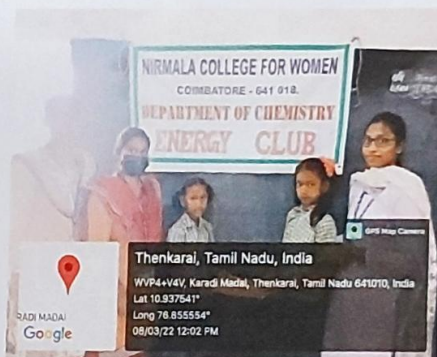 NIRMALA COLLEGE FOR WOMEN
COIMBATORE - 641 018.
DEPARTMENT OF CHEMISTRY
ENERGY CLUB
GPS Map Camera
Thenkarai, Tamil Nadu, India
WVP4+V4V, Karadi Madai, Thenkarai, Tamil Nadu 641010, India
Lat 10.937541°
Long 76.855554°
08/03/22 12:02 PM
RADI MADAI
Google